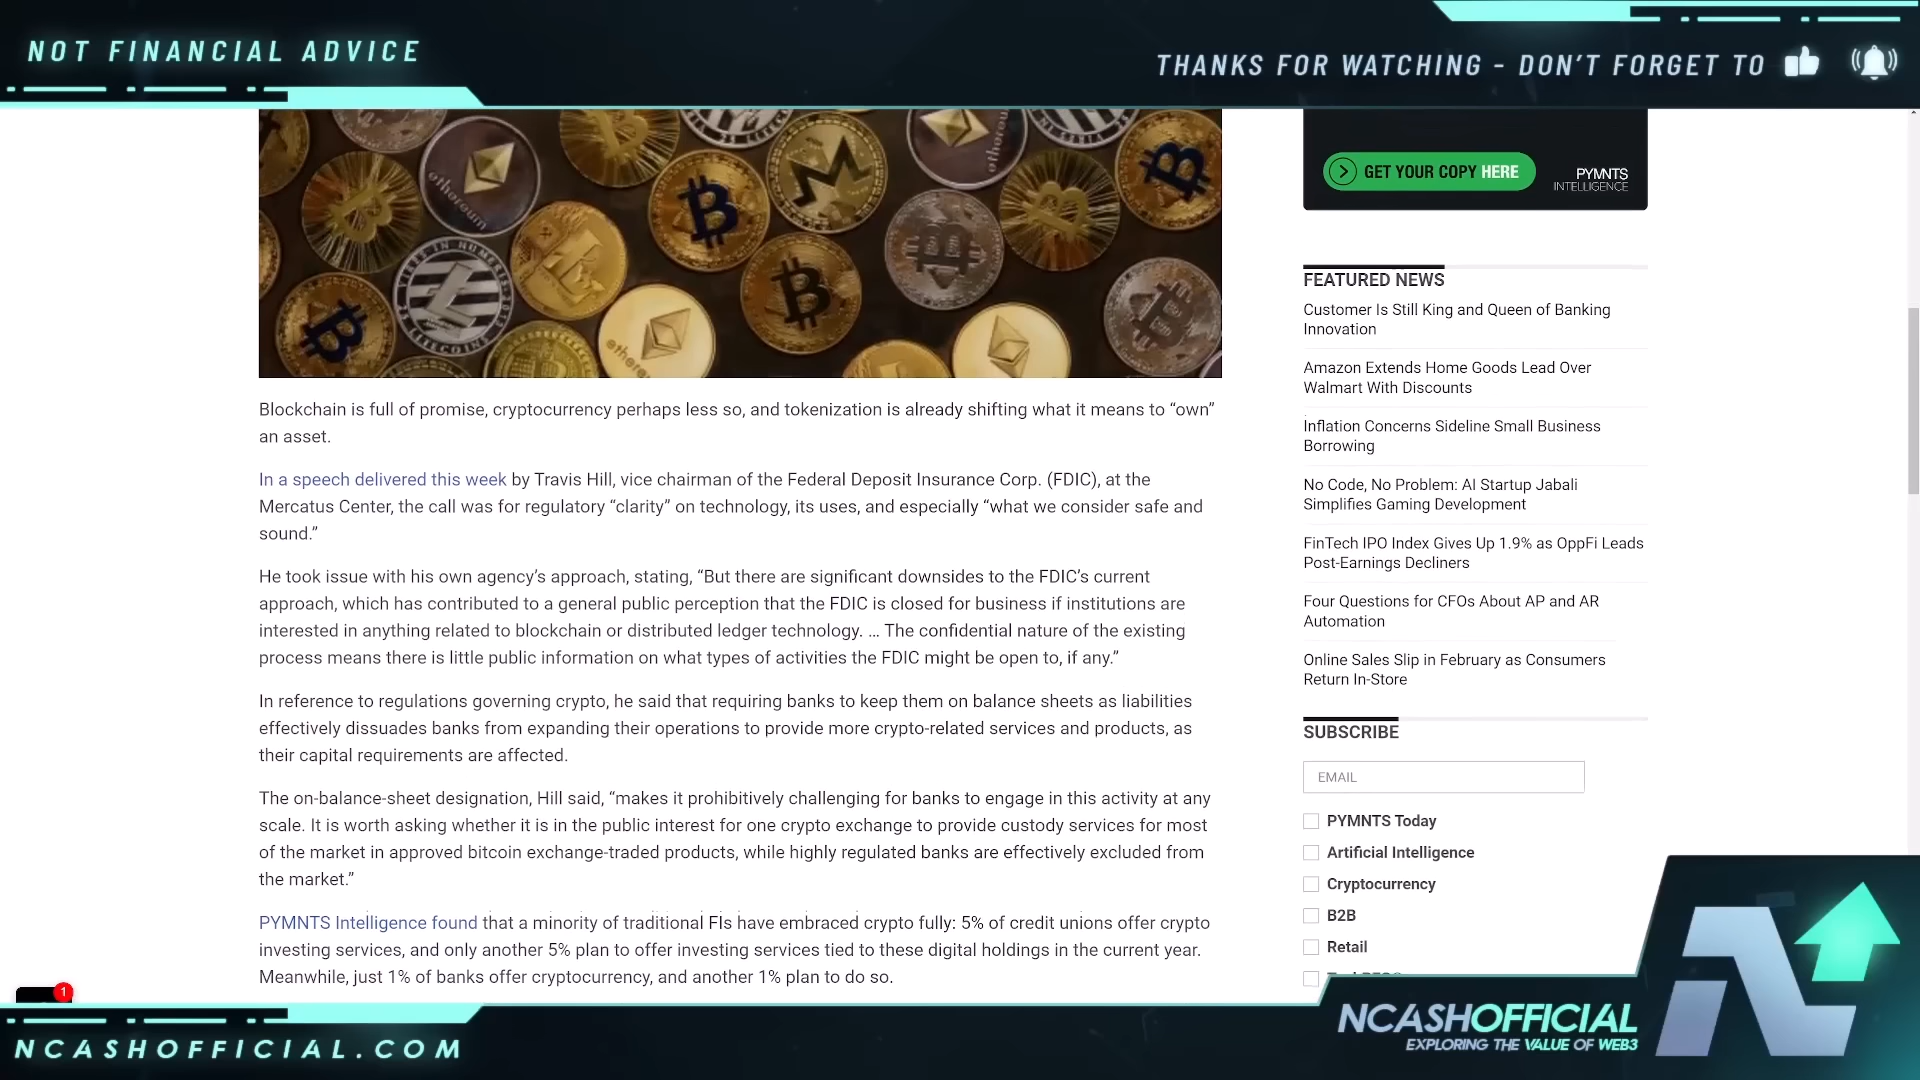 NOT FINANCIAL ADVICE
THANKS FOR WATCHING - DON'T FORGET TO
GET YOUR COPY HERE
PYMNTS
INTELLIGENCE
Blockchain is full of promise, cryptocurrency perhaps less so, and tokenization is already shifting what it means to “own”
an asset.
In a speech delivered this week by Travis Hill, vice chairman of the Federal Deposit Insurance Corp. (FDIC), at the
Mercatus Center, the call was for regulatory “clarity” on technology, its uses, and especially “what we consider safe and
sound.”
He took issue with his own agency’s approach, stating, “But there are significant downsides to the FDIC’s current
approach, which has contributed to a general public perception that the FDIC is closed for business if institutions are
interested in anything related to blockchain or distributed ledger technology. … The confidential nature of the existing
process means there is little public information on what types of activities the FDIC might be open to, if any.”
In reference to regulations governing crypto, he said that requiring banks to keep them on balance sheets as liabilities
effectively dissuades banks from expanding their operations to provide more crypto-related services and products, as
their capital requirements are affected.
The on-balance-sheet designation, Hill said, “makes it prohibitively challenging for banks to engage in this activity at any
scale. It is worth asking whether it is in the public interest for one crypto exchange to provide custody services for most
of the market in approved bitcoin exchange-traded products, while highly regulated banks are effectively excluded from
the market.”
PYMNTS Intelligence found that a minority of traditional FIs have embraced crypto fully: 5% of credit unions offer crypto
investing services, and only another 5% plan to offer investing services tied to these digital holdings in the current year.
Meanwhile, just 1% of banks offer cryptocurrency, and another 1% plan to do so.
FEATURED NEWS
Customer Is Still King and Queen of Banking
Innovation
Amazon Extends Home Goods Lead Over
Walmart With Discounts
Inflation Concerns Sideline Small Business
Borrowing
No Code, No Problem: AI Startup Jabali
Simplifies Gaming Development
FinTech IPO Index Gives Up 1.9% as OppFi Leads
Post-Earnings Decliners
Four Questions for CFOs About AP and AR
Automation
Online Sales Slip in February as Consumers
Return In-Store
SUBSCRIBE
EMAIL
PYMNTS Today
Artificial Intelligence
Cryptocurrency
B2B
Retail
1
NCASHOFFICIAL.COM
NCASHOFFICIAL
EXPLORING THE VALUE OF WEB3